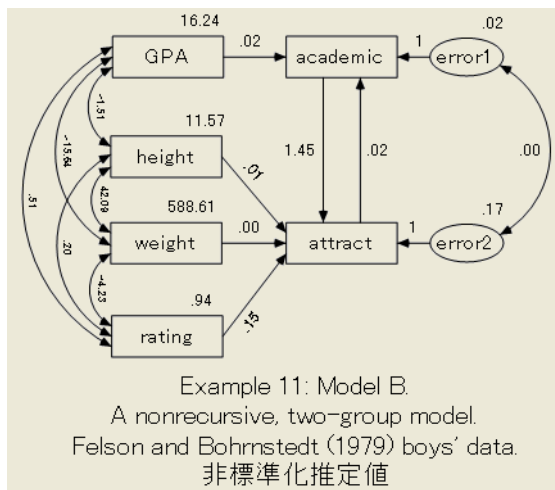 16.24
.02
GPA
.02
academic
1
error1
-1.51
11.57
height
-15.64
.51
42.09
.01
1.45
.02
.00
588.61
.17
weight
.00
attract
1
error2
.20
-4.23
.94
rating
.15
Example 11: Model B.
A nonrecursive, two-group model.
Felson and Bohrnstedt (1979) boys' data.
非標準化推定値